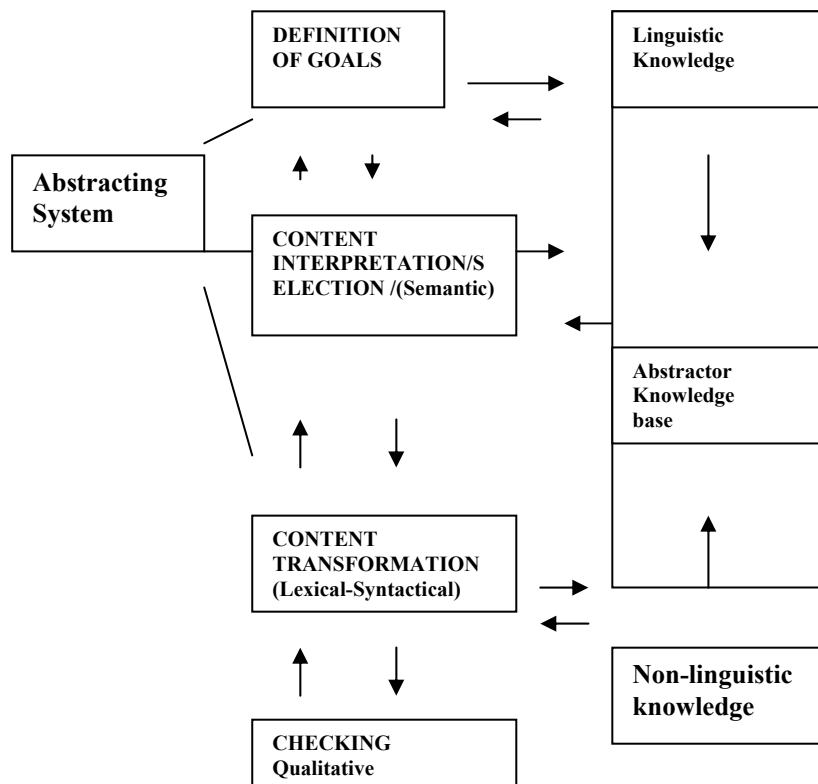 DEFINITION
OF GOALS
Linguistic
Knowledge
Abstracting
System
CONTENT
INTERPRETATION/S
ELECTION /(Semantic)
Abstractor
Knowledge
base
CONTENT
TRANSFORMATION
(Lexical-Syntactical)
Non-linguistic
knowledge
CHECKING
Qualitative